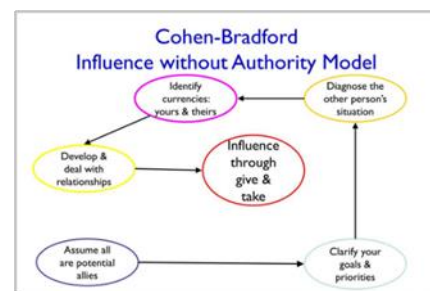 Cohen-Bradford
Influence without Authority Model
Identify
currencies:
yours & theirs
Diagnose the
other person's
situation
Develop &
deal with
relationships
Influence
through
give &
take
Assume all
are potential
allies
Clarify your
goals &
priorities